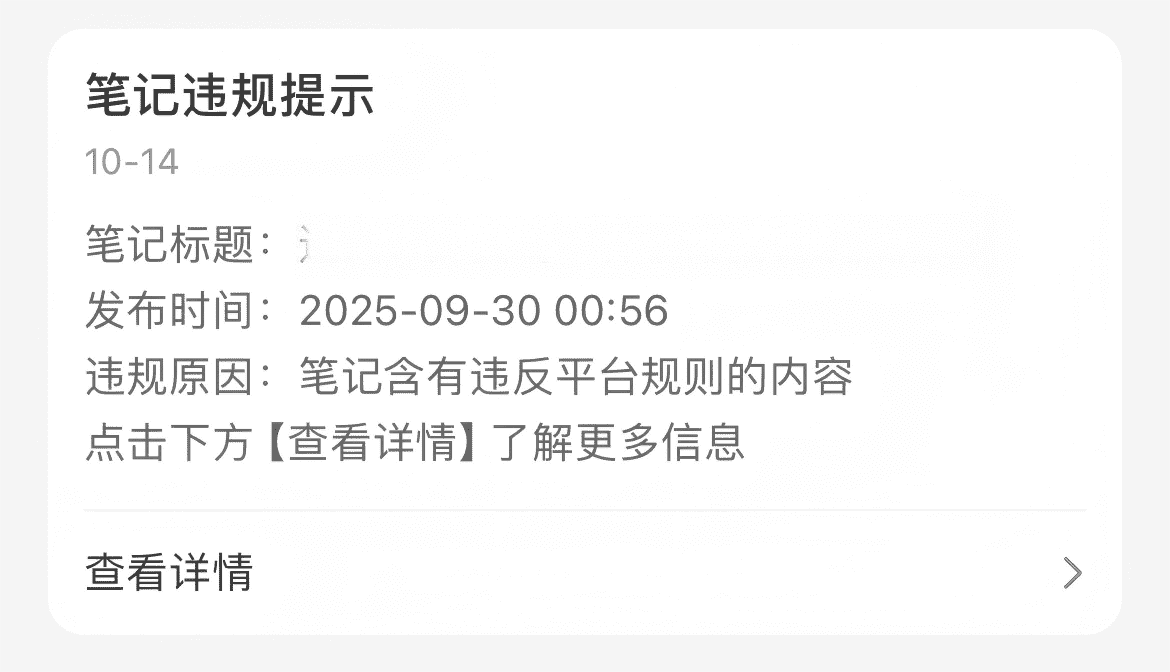 笔记违规提示
10-14
笔记标题：
发布时间：2025-09-30 00:56
违规原因：笔记含有违反平台规则的内容
点击下方【查看详情】了解更多信息
查看详情